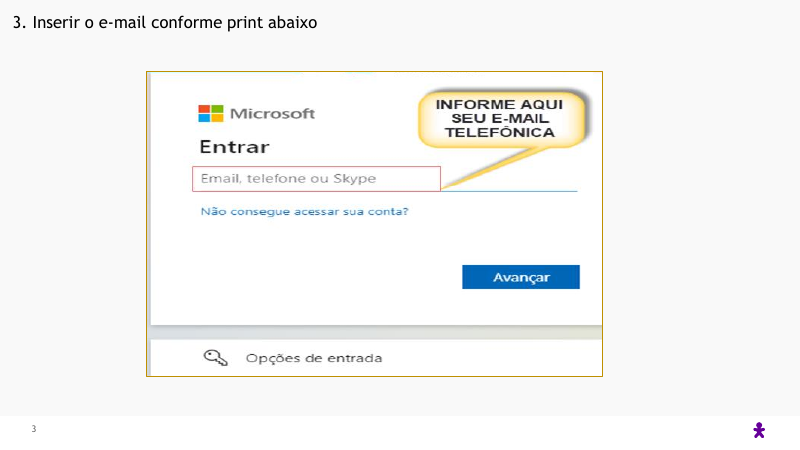 3. Inserir o e-mail conforme print abaixo
INFORME AQUI
SEU E-MAIL
TELEFÔNICA
Microsoft
Entrar
Email, telefone ou Skype
Não consegue acessar sua conta?
Avançar
Opções de entrada
3